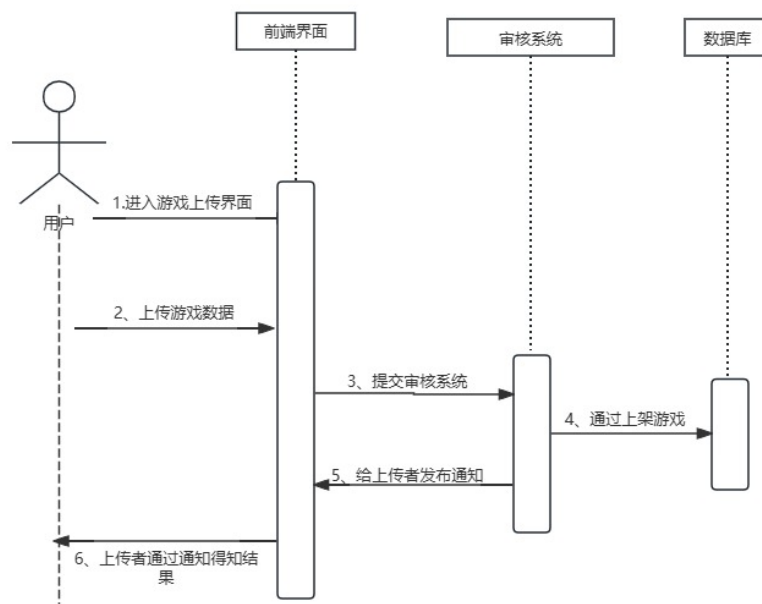 前端界面
审核系统
数据库
用户
1.进入游戏上传界面
2、上传游戏数据
3、提交审核系统
4、通过上架游戏
5、给上传者发布通知
6、上传者通过通知得知结
果